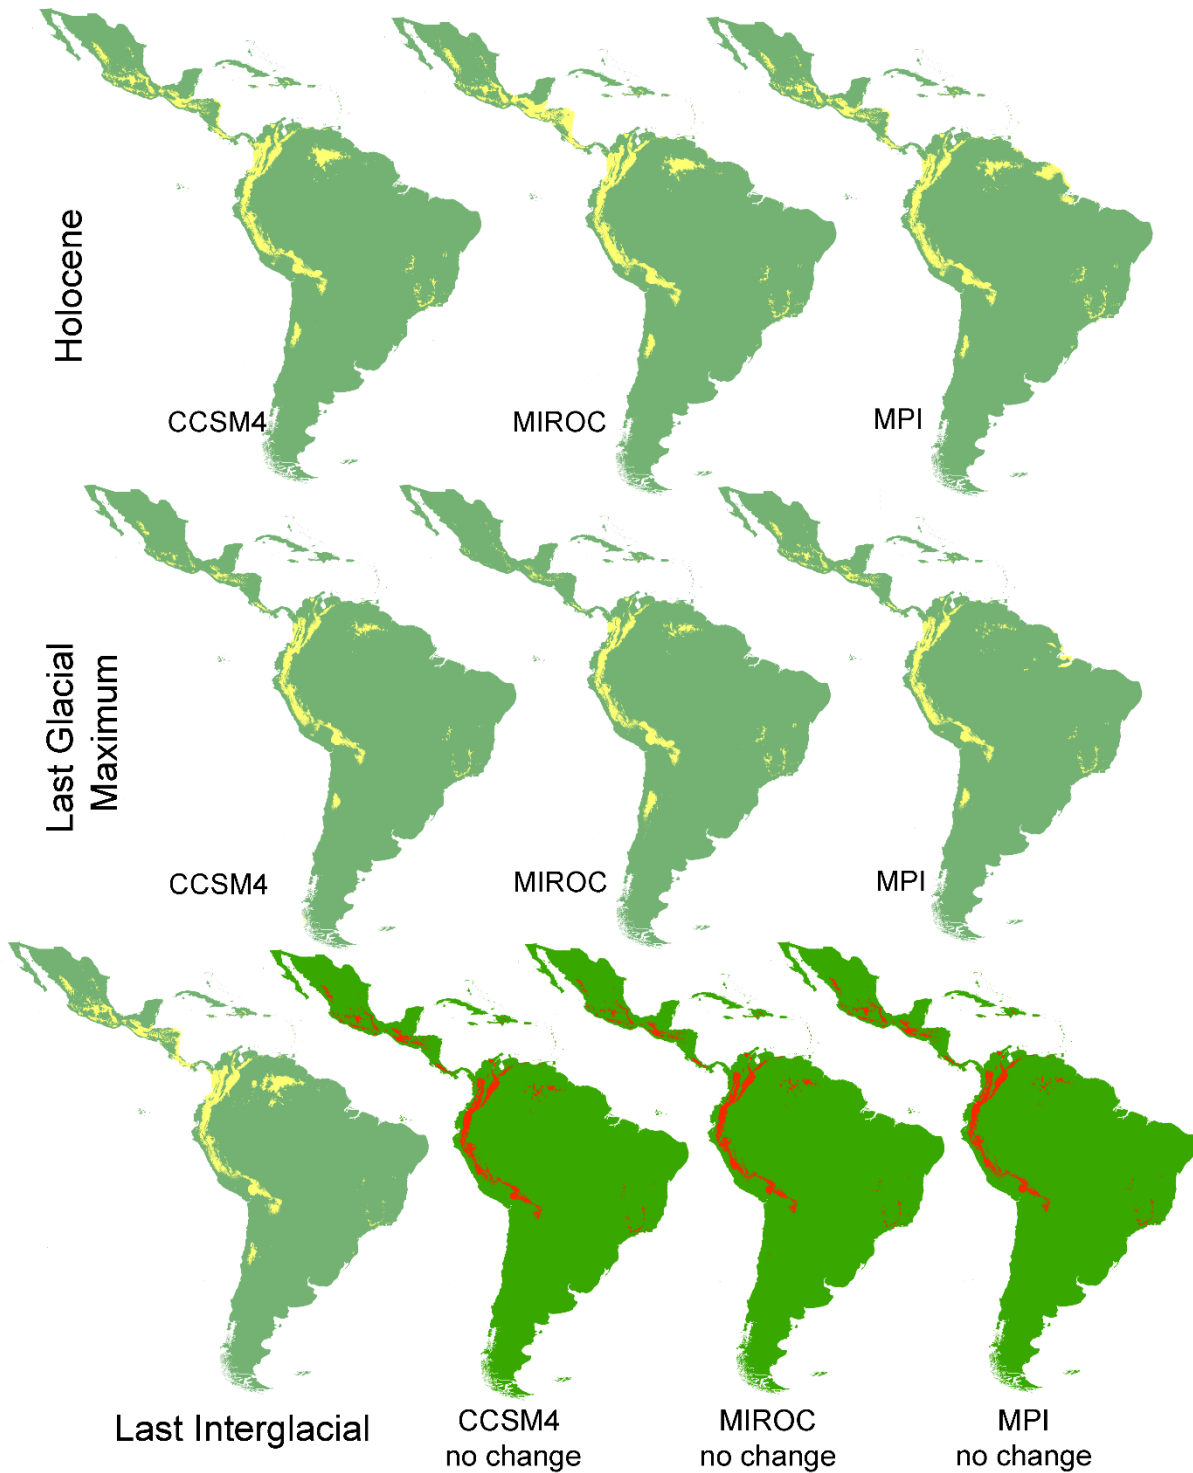 Holocene
CCSM4
MIROC
MPI
Last Glacial
Maximum
CCSM4
MIROC
MPI
Last Interglacial
CCSM4
no change
MIROC
no change
MPI
no change